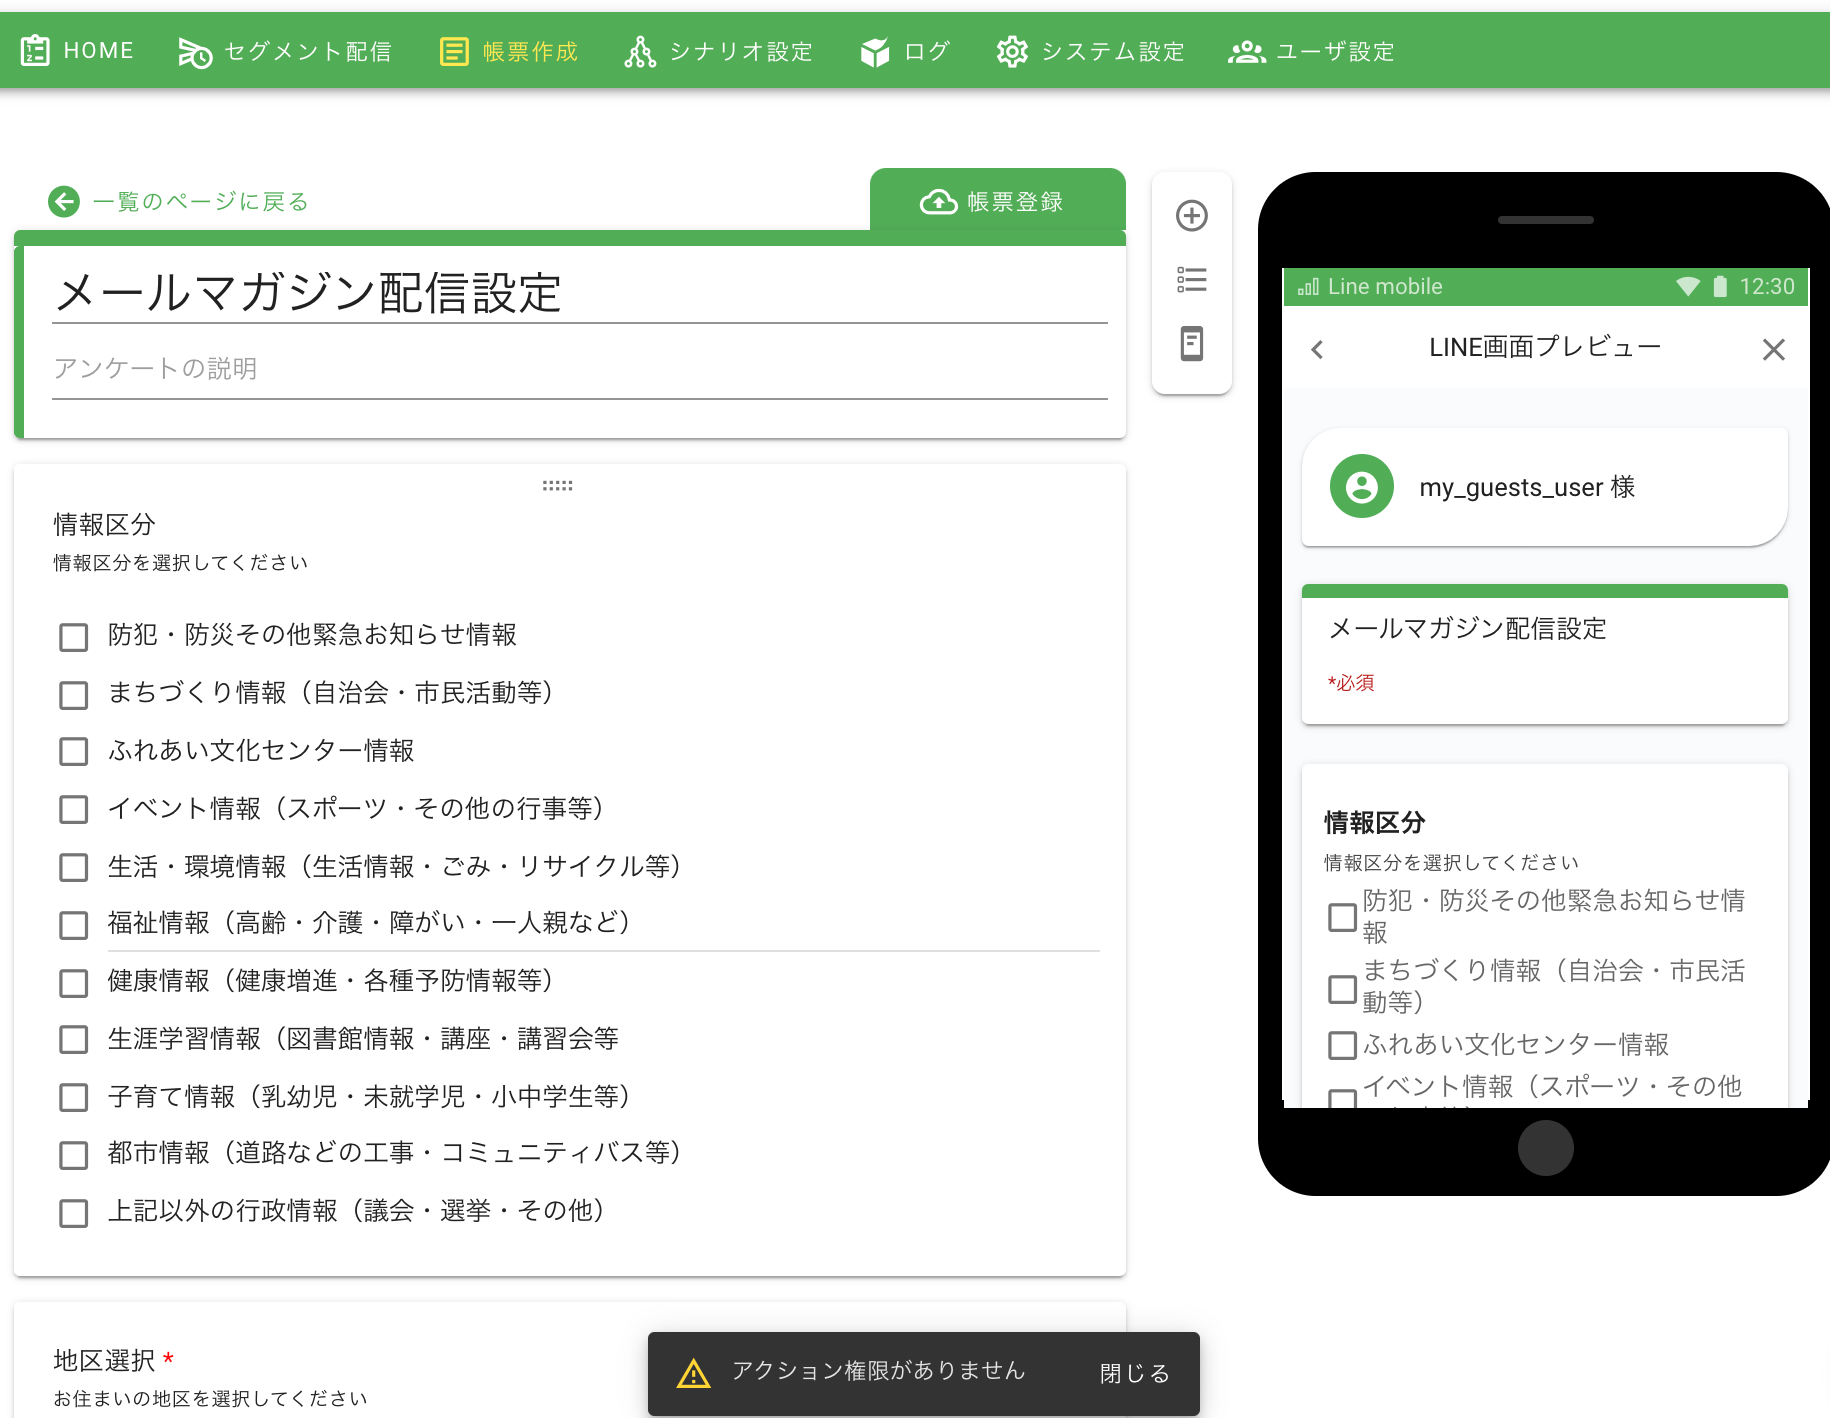 HOME セグメント配信 帳票作成 シナリオ設定 ログ システム設定 ユーザ設定
一覧のページに戻る
帳票登録
メールマガジン配信設定
アンケートの説明
情報区分
情報区分を選択してください
防犯・防災その他緊急お知らせ情報
まちづくり情報（自治会・市民活動等）
ふれあい文化センター情報
イベント情報（スポーツ・その他の行事等）
生活・環境情報（生活情報・ごみ・リサイクル等）
福祉情報（高齢・介護・障がい・一人親など）
健康情報（健康増進・各種予防情報等）
生涯学習情報（図書館情報・講座・講習会等
子育て情報（乳幼児・未就学児・小中学生等）
都市情報（道路などの工事・コミュニティバス等）
上記以外の行政情報（議会・選挙・その他）
地区選択 *
お住まいの地区を選択してください
Line mobile 12:30
LINE画面プレビュー
my_guests_user 様
メールマガジン配信設定
*必須
情報区分
情報区分を選択してください
防犯・防災その他緊急お知らせ情
報
まちづくり情報（自治会・市民活
動等）
ふれあい文化センター情報
イベント情報（スポーツ・その他
アクション権限がありません 閉じる